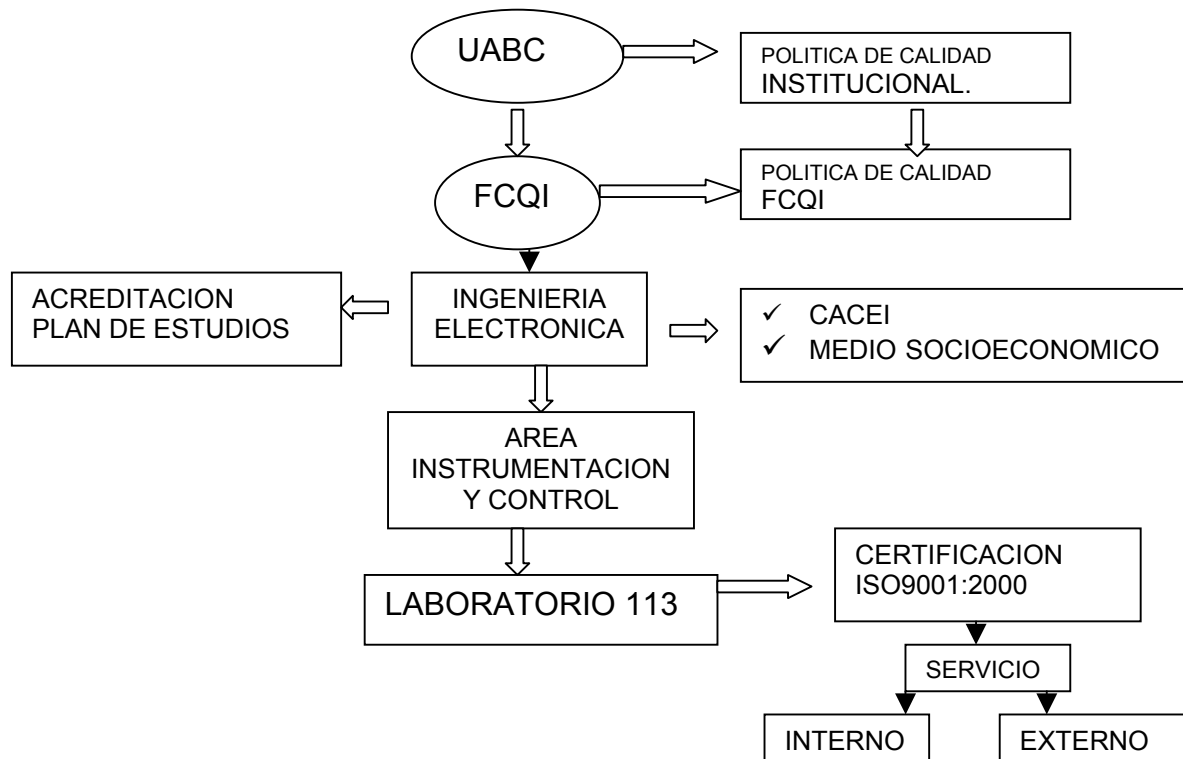 UABC
POLITICA DE CALIDAD
INSTITUCIONAL.
FCQI
POLITICA DE CALIDAD
FCQI
ACREDITACION
PLAN DE ESTUDIOS
INGENIERIA
ELECTRONICA
✓ CACEI
✓ MEDIO SOCIOECONOMICO
AREA
INSTRUMENTACION
Y CONTROL
LABORATORIO 113
CERTIFICACION
ISO9001:2000
SERVICIO
INTERNO
EXTERNO